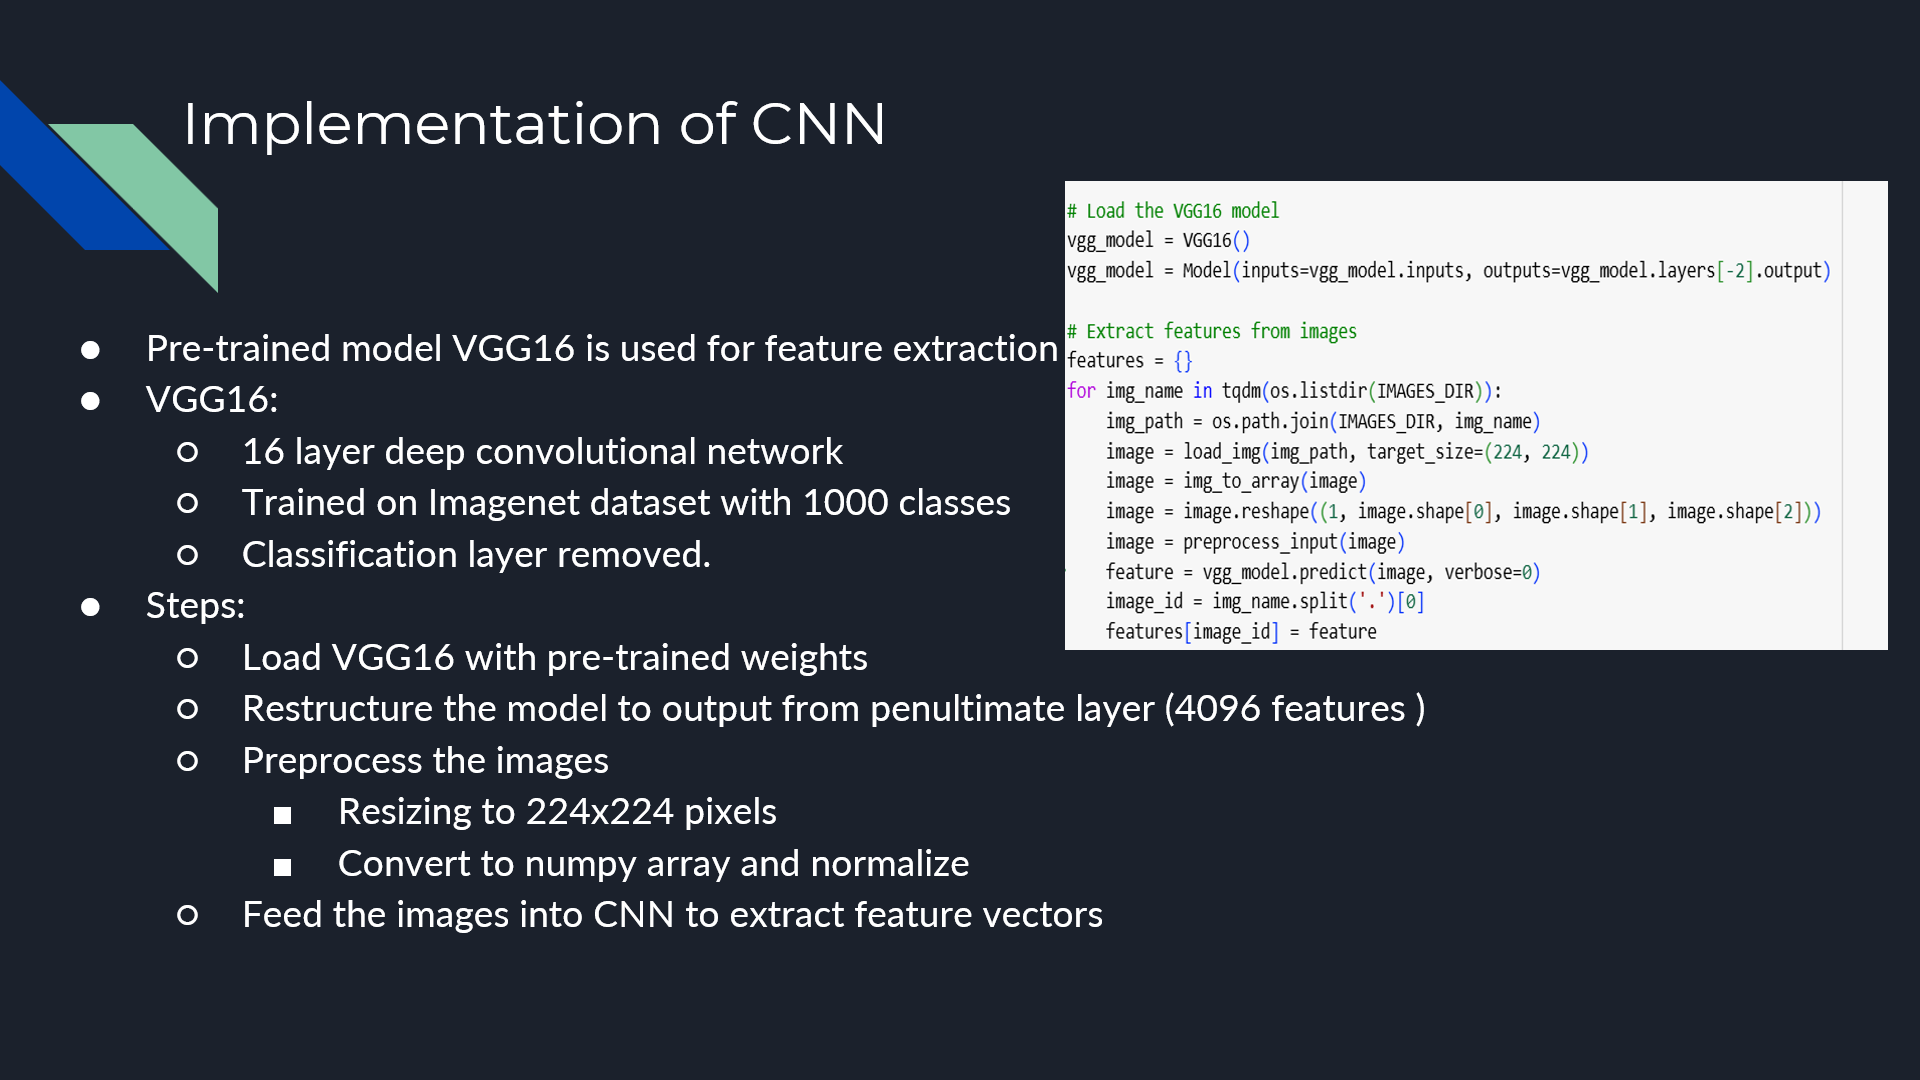 Implementation of CNN
# Load the VGG16 model
vgg_model = VGG16()
vgg_model = Model(inputs=vgg_model.inputs, outputs=vgg_model.layers[-2].output)
# Extract features from images
features = {}
for img_name in tqdm(os.listdir(IMAGES_DIR)):
    img_path = os.path.join(IMAGES_DIR, img_name)
    image = load_img(img_path, target_size=(224, 224))
    image = img_to_array(image)
    image = image.reshape((1, image.shape[0], image.shape[1], image.shape[2]))
    image = preprocess_input(image)
    feature = vgg_model.predict(image, verbose=0)
    image_id = img_name.split('.')[0]
    features[image_id] = feature
● Pre-trained model VGG16 is used for feature extraction
● VGG16:
○ 16 layer deep convolutional network
○ Trained on Imagenet dataset with 1000 classes
○ Classification layer removed.
● Steps:
○ Load VGG16 with pre-trained weights
○ Restructure the model to output from penultimate layer (4096 features )
○ Preprocess the images
■ Resizing to 224x224 pixels
■ Convert to numpy array and normalize
○ Feed the images into CNN to extract feature vectors